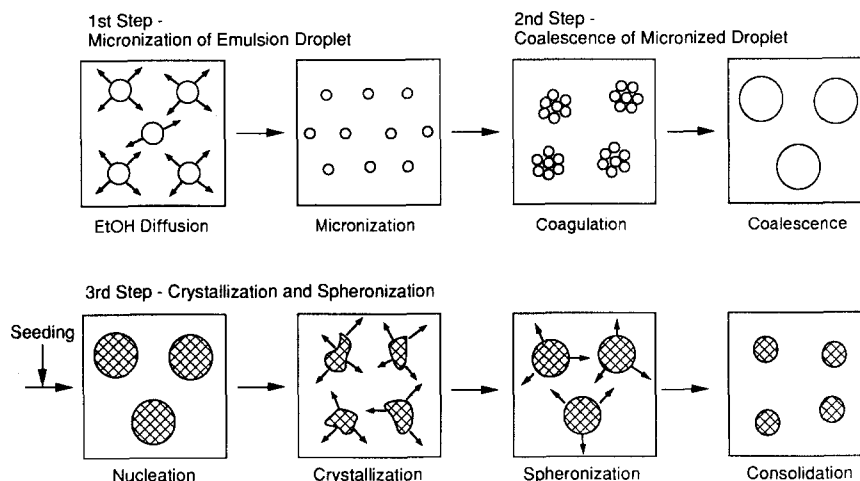 1st Step -
Micronization of Emulsion Droplet
2nd Step -
Coalescence of Micronized Droplet
EtOH Diffusion
Micronization
Coagulation
Coalescence
3rd Step - Crystallization and Spheronization
Seeding
Nucleation
Crystallization
Spheronization
Consolidation